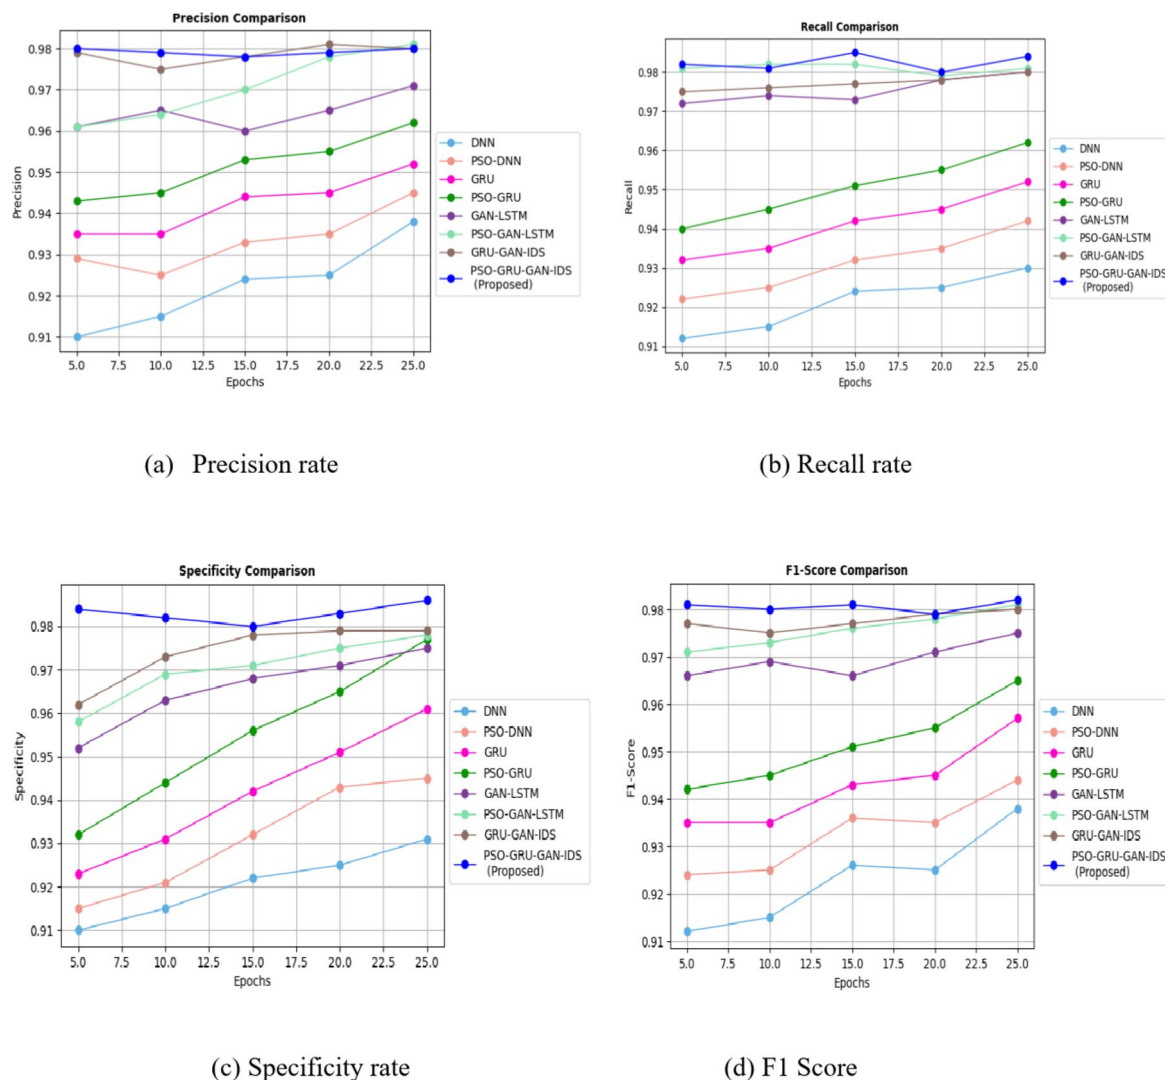 Precision Comparison
0.98
0.97
0.96
0.95
0.94
0.93
0.92
0.91
Precision
5.0 7.5 10.0 12.5 15.0 17.5 20.0 22.5 25.0
Epochs
DNN
PSO-DNN
GRU
PSO-GRU
GAN-LSTM
PSO-GAN-LSTM
GRU-GAN-IDS
PSO-GRU-GAN-IDS
(Proposed)
Recall Comparison
0.98
0.97
0.96
0.95
0.94
0.93
0.92
0.91
Recall
5.0 7.5 10.0 12.5 15.0 17.5 20.0 22.5 25.0
Epochs
DNN
PSO-DNN
GRU
PSO-GRU
GAN-LSTM
PSO-GAN-LSTM
GRU-GAN-IDS
PSO-GRU-GAN-IDS
(Proposed)
(a) Precision rate
(b) Recall rate
Specificity Comparison
0.98
0.97
0.96
0.95
0.94
0.93
0.92
0.91
Specificity
5.0 7.5 10.0 12.5 15.0 17.5 20.0 22.5 25.0
Epochs
DNN
PSO-DNN
GRU
PSO-GRU
GAN-LSTM
PSO-GAN-LSTM
GRU-GAN-IDS
PSO-GRU-GAN-IDS
(Proposed)
F1-Score Comparison
0.98
0.97
0.96
0.95
0.94
0.93
0.92
0.91
F1-Score
5.0 7.5 10.0 12.5 15.0 17.5 20.0 22.5 25.0
Epochs
DNN
PSO-DNN
GRU
PSO-GRU
GAN-LSTM
PSO-GAN-LSTM
GRU-GAN-IDS
PSO-GRU-GAN-IDS
(Proposed)
(c) Specificity rate
(d) F1 Score